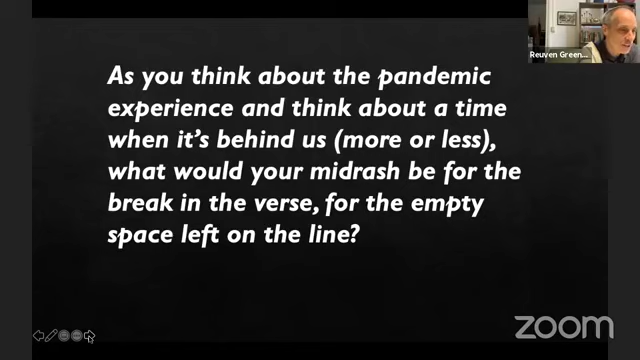 As you think about the pandemic
experience and think about a time
when it's behind us (more or less),
what would your midrash be for the
break in the verse, for the empty
space left on the line?
Reuven Green...
zoom